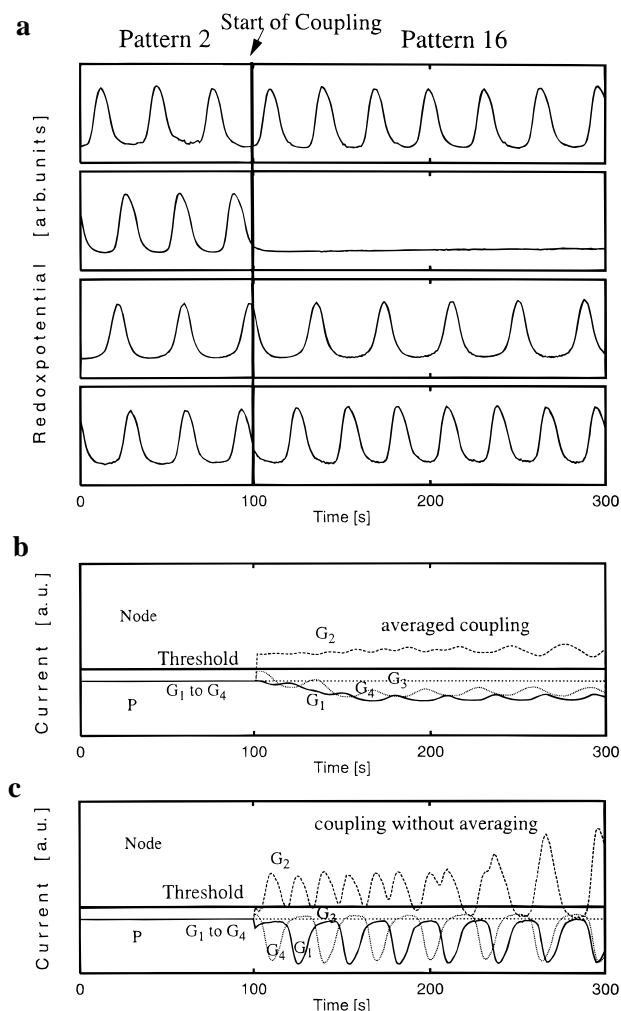 a
Start of Coupling
Pattern 2
Pattern 16
Redoxpotential [arb.units]
0 100 200 300
Time [s]
b
Current [a.u.]
Node
G2
averaged coupling
Threshold
G1 to G4
G3
G4
G1
P
0 100 200 300
Time [s]
c
Current [a.u.]
Node
coupling without averaging
G2
Threshold
G3
P
G1 to G4
G4
G1
0 100 200 300
Time [s]